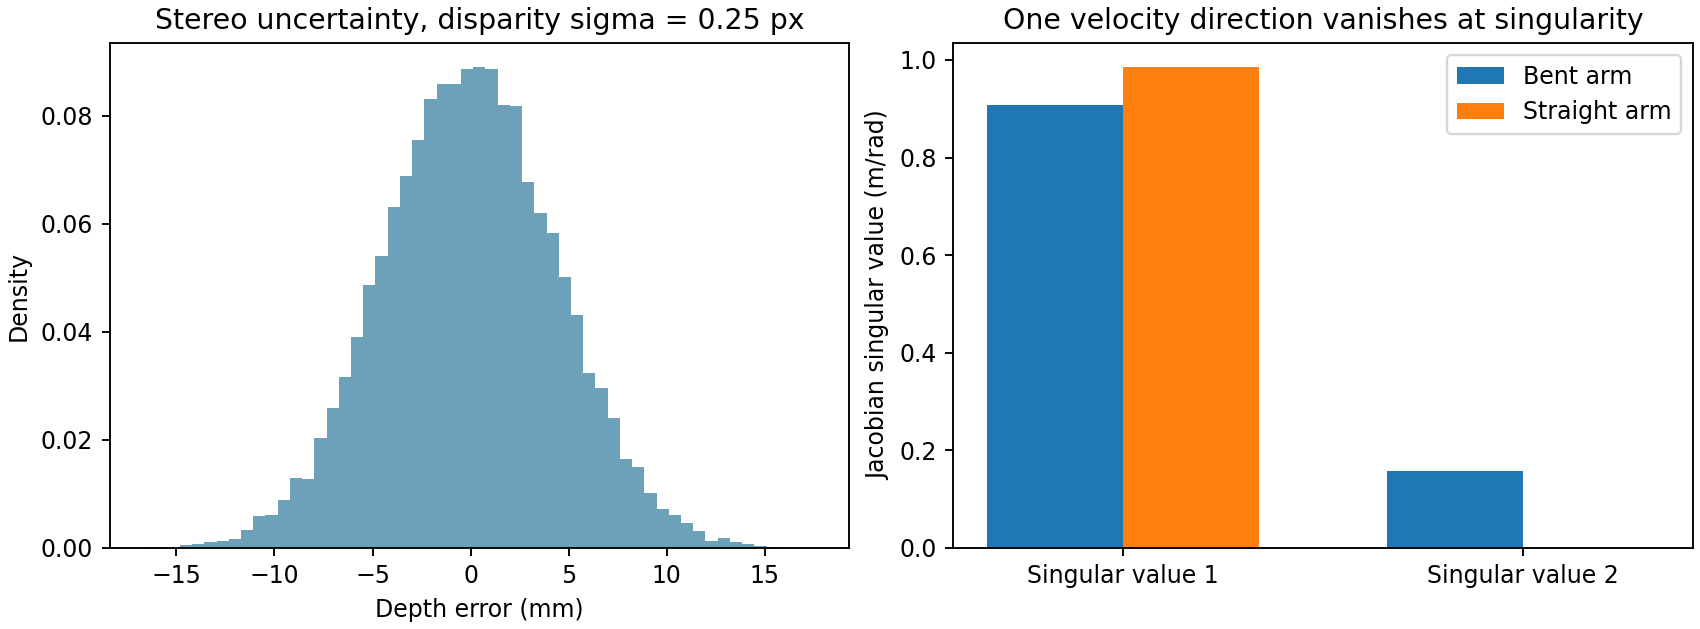 Stereo uncertainty, disparity sigma = 0.25 px
Density
0.08
0.06
0.04
0.02
0.00
−15
−10
−5
0
5
10
15
Depth error (mm)
One velocity direction vanishes at singularity
Jacobian singular value (m/rad)
1.0
0.8
0.6
0.4
0.2
0.0
Bent arm
Straight arm
Singular value 1
Singular value 2